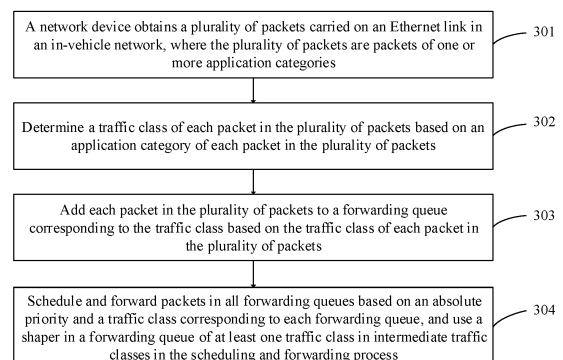 A network device obtains a plurality of packets carried on an Ethernet link in
an in-vehicle network, where the plurality of packets are packets of one or
more application categories
301
Determine a traffic class of each packet in the plurality of packets based on an
application category of each packet in the plurality of packets
302
Add each packet in the plurality of packets to a forwarding queue
corresponding to the traffic class based on the traffic class of each packet in
the plurality of packets
303
Schedule and forward packets in all forwarding queues based on an absolute
priority and a traffic class corresponding to each forwarding queue, and use a
shaper in a forwarding queue of at least one traffic class in intermediate traffic
classes in the scheduling and forwarding process
304